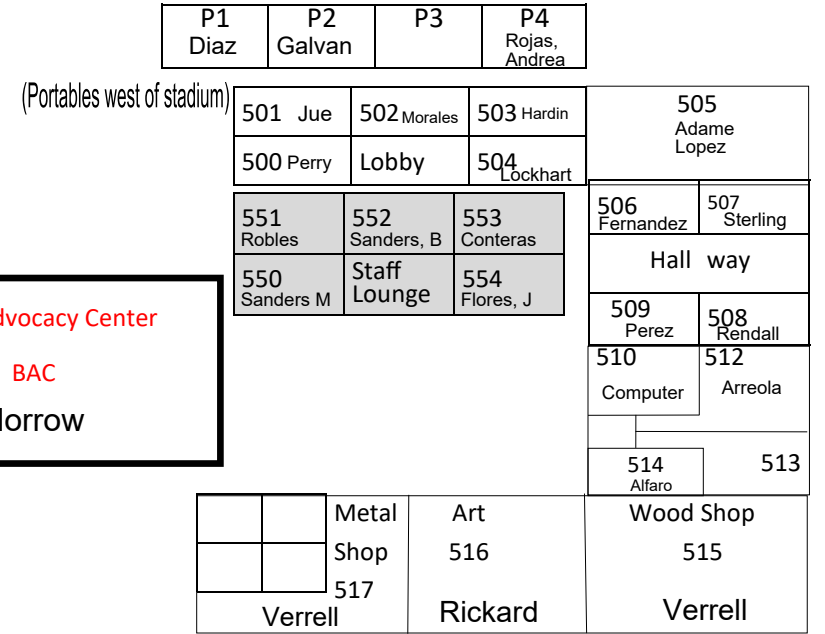 P1 P2 P3 P4
Diaz Galvan Rojas,
Andrea
(Portables west of stadium)
501 Jue 502 Morales 503 Hardin
505
Adame
Lopez
500 Perry Lobby 504 Lockhart
551 552 553
Robles Sanders, B Conteras
506 507
Fernandez Sterling
Hall way
550 Staff 554
Sanders M Lounge Flores, J
509 508
Perez Rendall
Center
BAC
510 512
Computer Arreola
514 513
Alfaro
Metal Art Wood Shop
Shop 516 515
517
Verrell Rickard Verrell